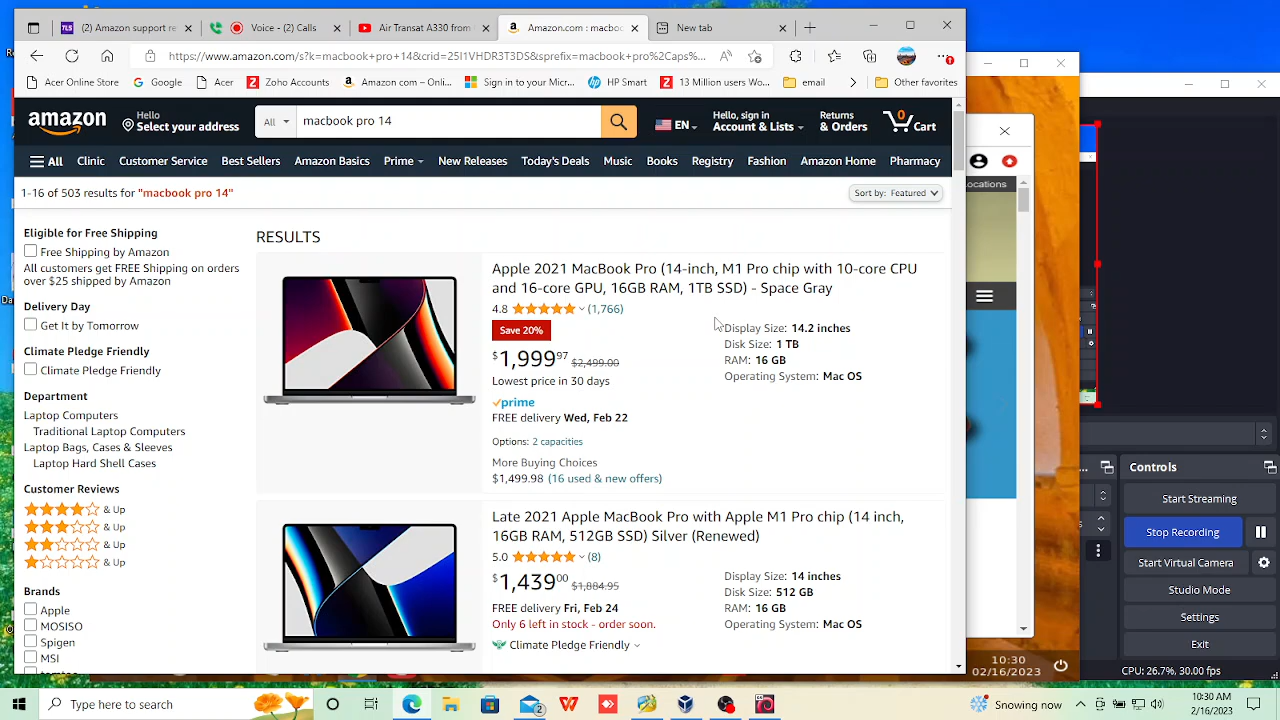 (2) Amazon support re
Voice - (2) Calls
Air Transat A330 from
Amazon.com : macboo
New tab
https://www.amazon.com/s?k=macbook+pro+14&crid=25I1VHDR3T3DS&sprefix=macbook+pro%2Caps...
Acer Online Store
Google
Acer
Zoho Accounts
amazon.com – Onli...
Sign in to your Micr...
HP Smart
13 Million users Wo...
email
Other favorites
amazon
Hello
Select your address
All
macbook pro 14
EN
Hello, sign in
Account & Lists
Returns
& Orders
0
Cart
All Clinic Customer Service Best Sellers Amazon Basics Prime New Releases Today's Deals Music Books Registry Fashion Amazon Home Pharmacy
ocations
1-16 of 503 results for "macbook pro 14"
Sort by: Featured
Eligible for Free Shipping
Free Shipping by Amazon
All customers get FREE Shipping on orders
over $25 shipped by Amazon
Delivery Day
Get It by Tomorrow
Climate Pledge Friendly
Climate Pledge Friendly
Department
Laptop Computers
Traditional Laptop Computers
Laptop Bags, Cases & Sleeves
Laptop Hard Shell Cases
Customer Reviews
& Up
& Up
& Up
& Up
Brands
Apple
MOSISO
Spigen
MSI
RESULTS
Apple 2021 MacBook Pro (14-inch, M1 Pro chip with 10-core CPU
and 16-core GPU, 16GB RAM, 1TB SSD) - Space Gray
4.8 (1,766)
Save 20%
$1,999.97 $2,499.00
Lowest price in 30 days
prime
FREE delivery Wed, Feb 22
Options: 2 capacities
More Buying Choices
$1,499.98 (16 used & new offers)
Display Size: 14.2 inches
Disk Size: 1 TB
RAM: 16 GB
Operating System: Mac OS
Late 2021 Apple MacBook Pro with Apple M1 Pro chip (14 inch,
16GB RAM, 512GB SSD) Silver (Renewed)
5.0 (8)
$1,439.00 $1,884.95
FREE delivery Fri, Feb 24
Only 6 left in stock - order soon.
Climate Pledge Friendly
Display Size: 14 inches
Disk Size: 512 GB
RAM: 16 GB
Operating System: Mac OS
Controls
Start Streaming
Stop Recording
Start Virtual Camera
Studio Mode
Settings
Exit
CPU: 26.7%, 30.00 fps
10:30
02/16/2023
Type here to search
2
Snowing now
10:30 AM
2/16/2023